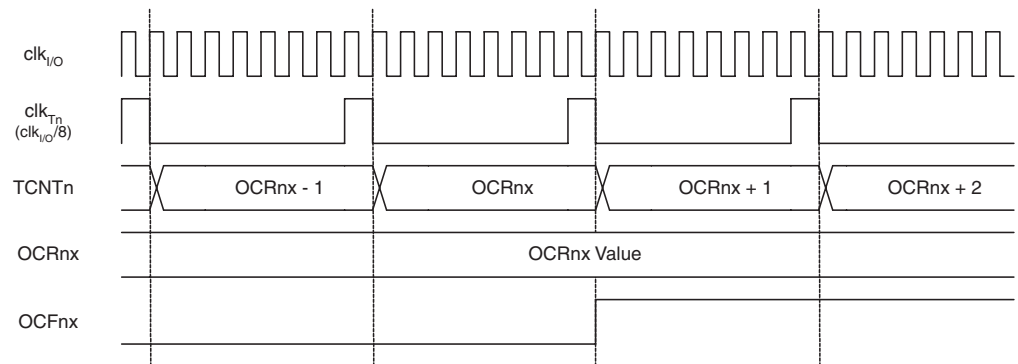 clkI/O
clkTn
(clkI/O/8)
TCNTn
OCRnx - 1
OCRnx
OCRnx + 1
OCRnx + 2
OCRnx
OCRnx Value
OCFnx